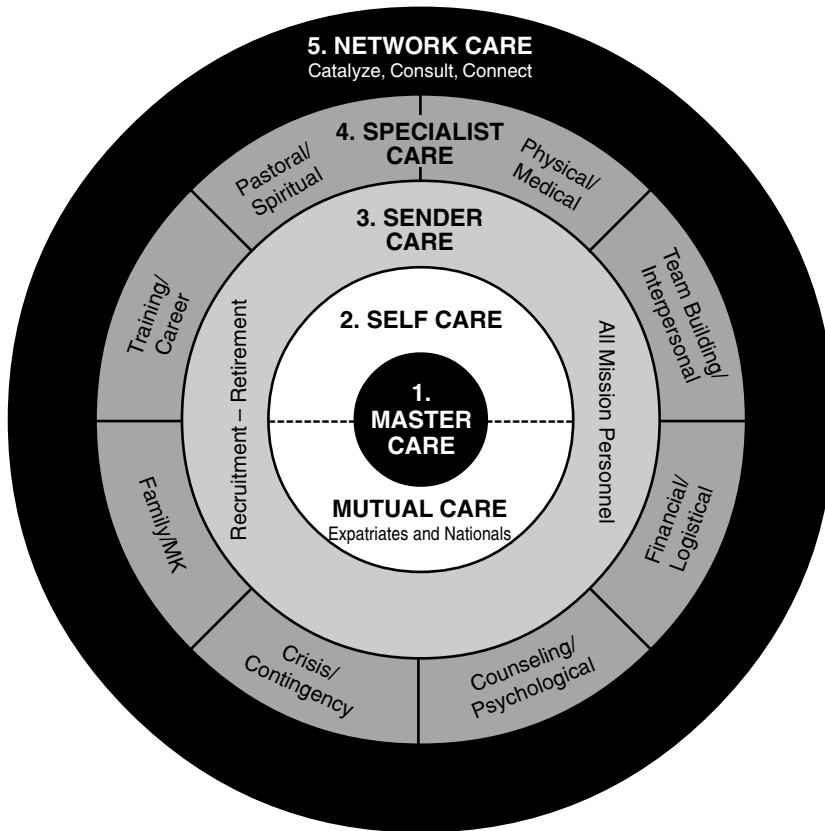 5. NETWORK CARE
Catalyze, Consult, Connect
4. SPECIALIST
CARE
Pastoral/
Spiritual
Physical/
Medical
3. SENDER
CARE
Training/
Career
Team Building/
Interpersonal
2. SELF CARE
Recruitment – Retirement
All Mission Personnel
1.
MASTER
CARE
MUTUAL CARE
Expatriates and Nationals
Family/MK
Financial/
Logistical
Crisis/
Contingency
Counseling/
Psychological